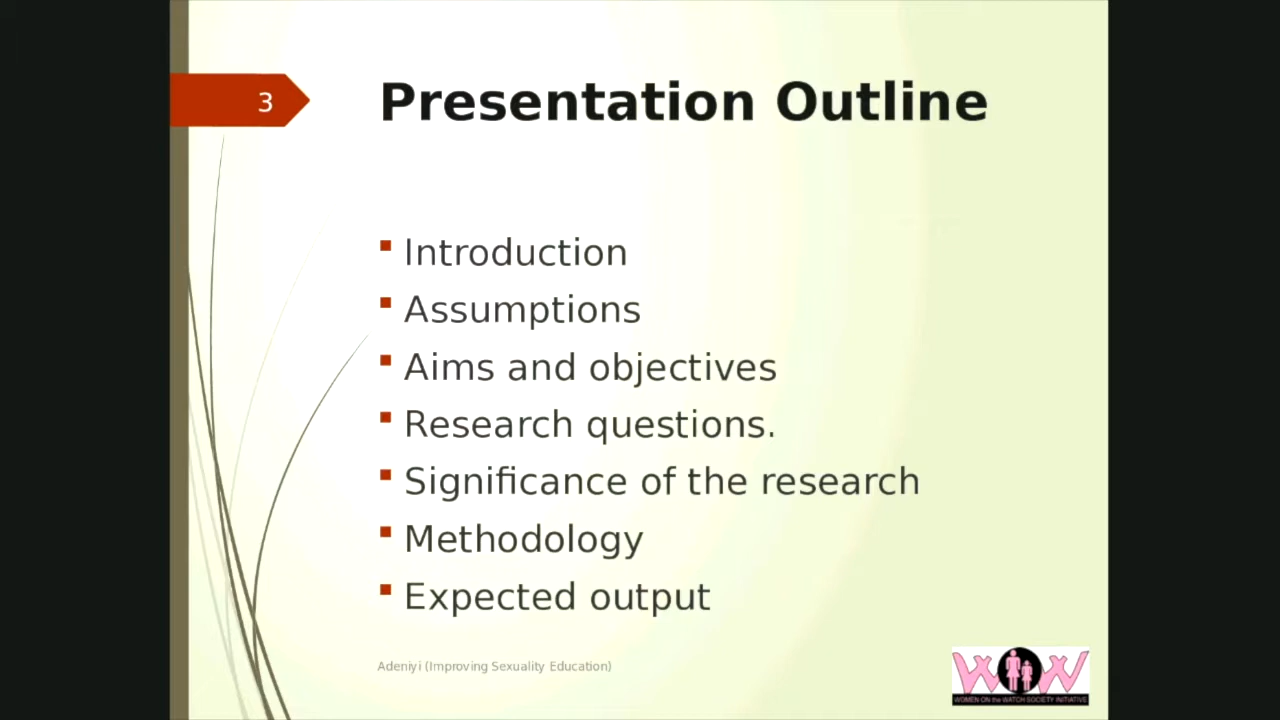 3
Presentation Outline
Introduction
Assumptions
Aims and objectives
Research questions.
Significance of the research
Methodology
Expected output
Adeniyi (Improving Sexuality Education)
WOW
WOMEN ON the WATCH SOCIETY INITIATIVE